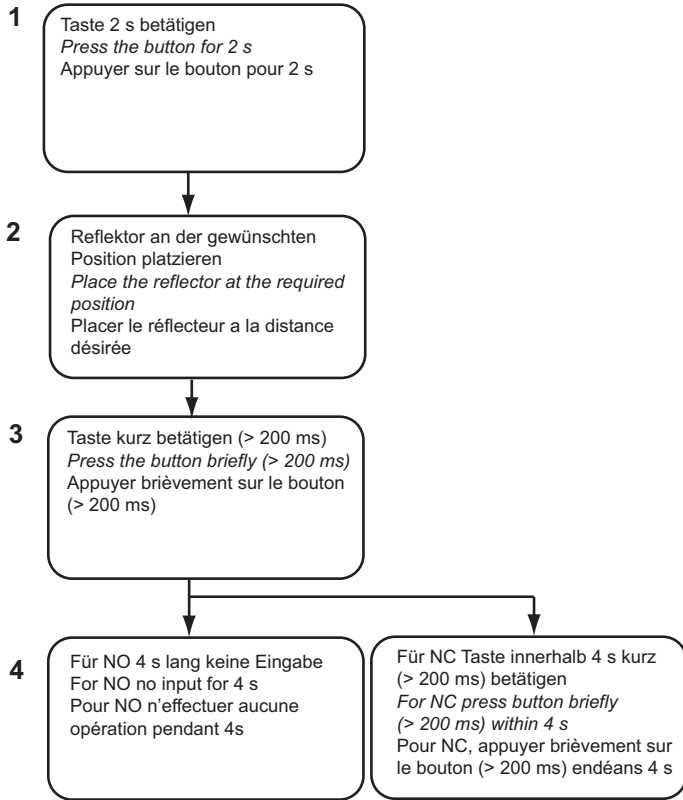 1
Taste 2 s betätigen
Press the button for 2 s
Appuyer sur le bouton pour 2 s
2
Reflektor an der gewünschten
Position platzieren
Place the reflector at the required
position
Placer le réflecteur a la distance
désirée
3
Taste kurz betätigen (> 200 ms)
Press the button briefly (> 200 ms)
Appuyer brièvement sur le bouton
(> 200 ms)
4
Für NO 4 s lang keine Eingabe
For NO no input for 4 s
Pour NO n’effectuer aucune
opération pendant 4s
Für NC Taste innerhalb 4 s kurz
(> 200 ms) betätigen
For NC press button briefly
(> 200 ms) within 4 s
Pour NC, appuyer brièvement sur
le bouton (> 200 ms) endéans 4 s